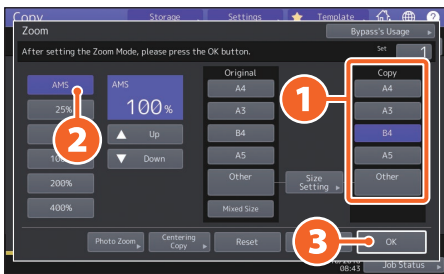 Copy Storage Settings Template
Zoom Bypass's Usage
After setting the Zoom Mode, please press the OK button. Set 1
Original Copy
AMS AMS A4 A4
25% 100 % A3 A3
Up B4 B4
Down A5 A5
Other Size Setting Other
200%
400% Mixed Size
Photo Zoom Centering Copy Reset OK
08:43 Job Status
1
2
3